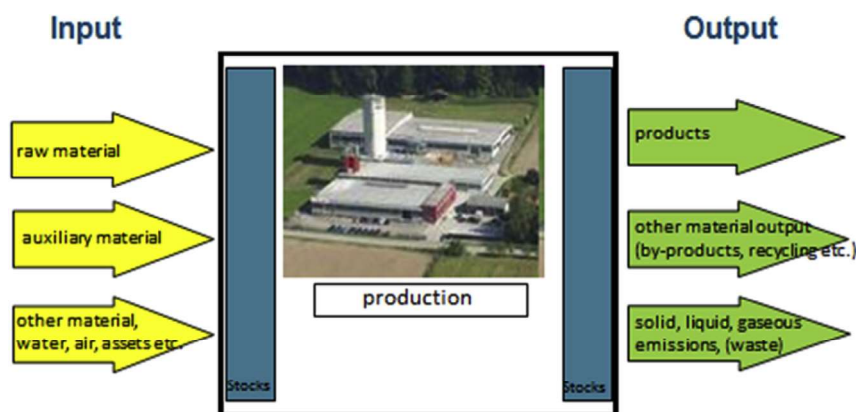 Input
Output
raw material
auxiliary material
other material,
water, air, assets etc.
Stocks
production
Stocks
products
other material output
(by-products, recycling etc.)
solid, liquid, gaseous
emissions, (waste)